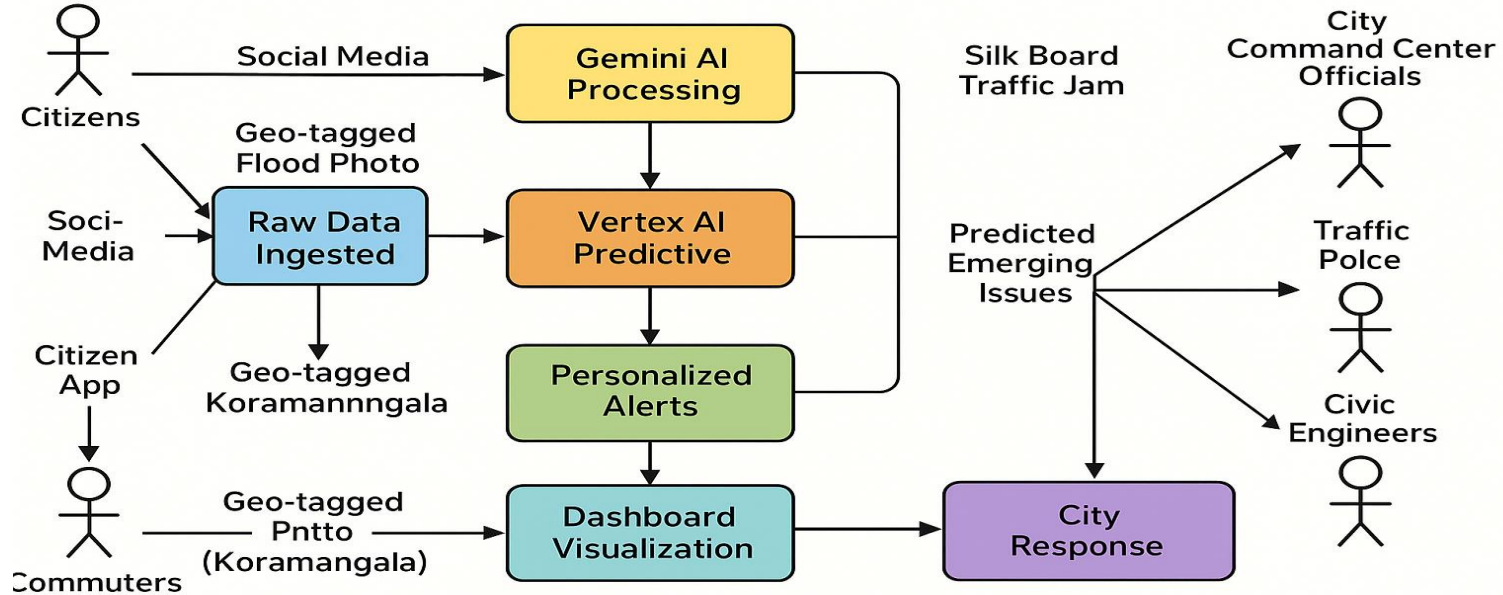 Citizens
Social Media
Gemini AI
Processing
Silk Board
Traffic Jam
City
Command Center
Officials
Geo-tagged
Flood Photo
Soci-
Media
Raw Data
Ingested
Vertex AI
Predictive
Predicted
Emerging
Issues
Traffic
Polce
Citizen
App
Geo-tagged
Koramannngala
Personalized
Alerts
Civic
Engineers
Commuters
Geo-tagged
Pntto
(Koramangala)
Dashboard
Visualization
City
Response